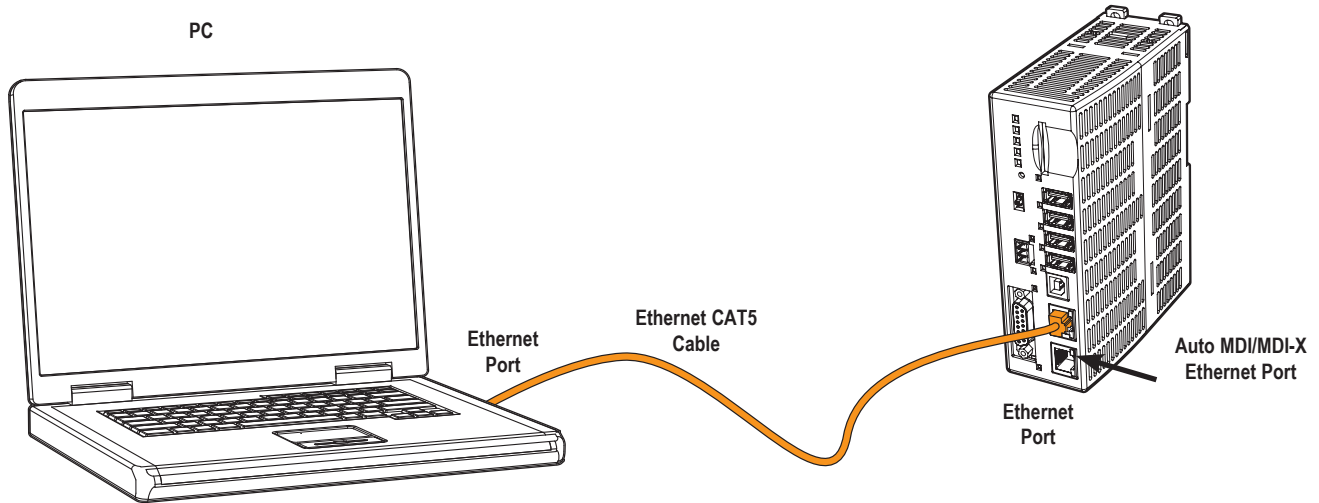 PC
Ethernet
Port
Ethernet CAT5
Cable
Auto MDI/MDI-X
Ethernet Port
Ethernet
Port